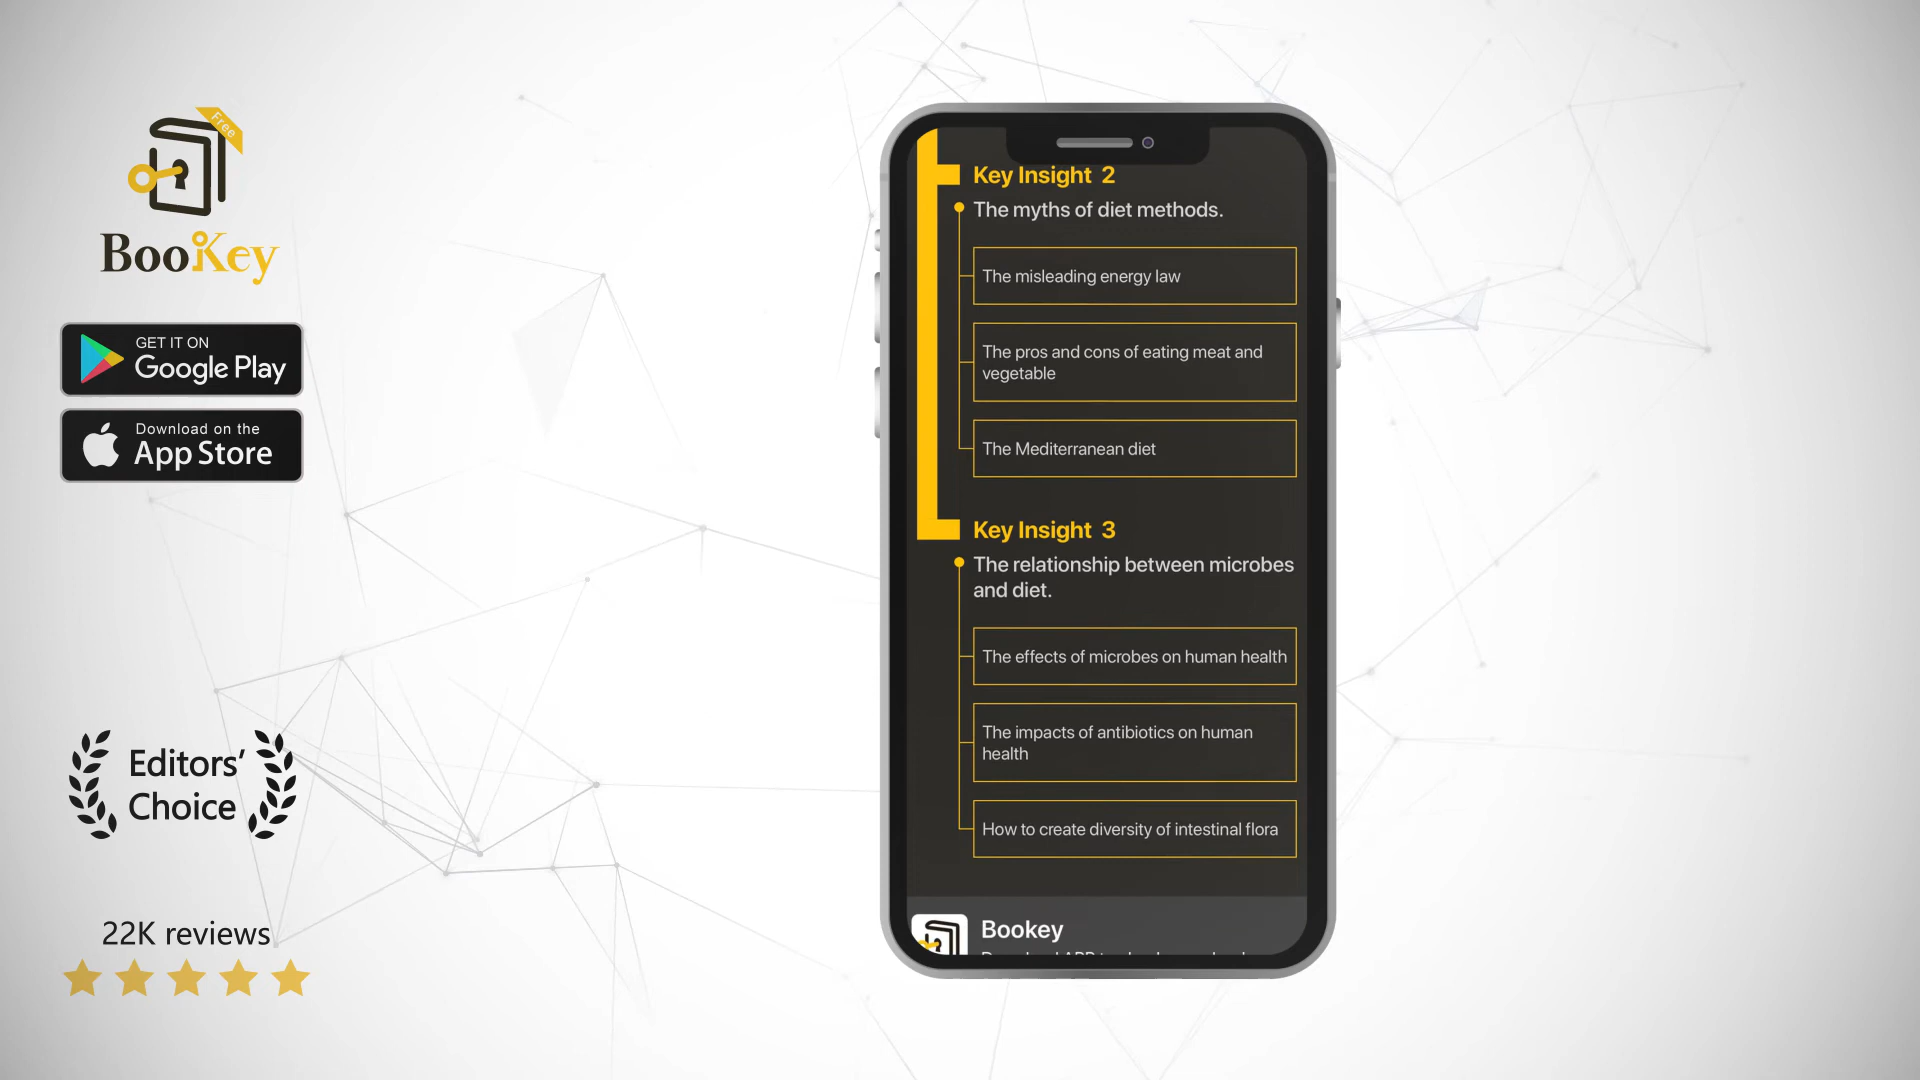 Free
Bookey
GET IT ON
Google Play
Download on the
App Store
Editors’
Choice
22K reviews
Key Insight 2
The myths of diet methods.
The misleading energy law
The pros and cons of eating meat and
vegetable
The Mediterranean diet
Key Insight 3
The relationship between microbes
and diet.
The effects of microbes on human health
The impacts of antibiotics on human
health
How to create diversity of intestinal flora
Bookey